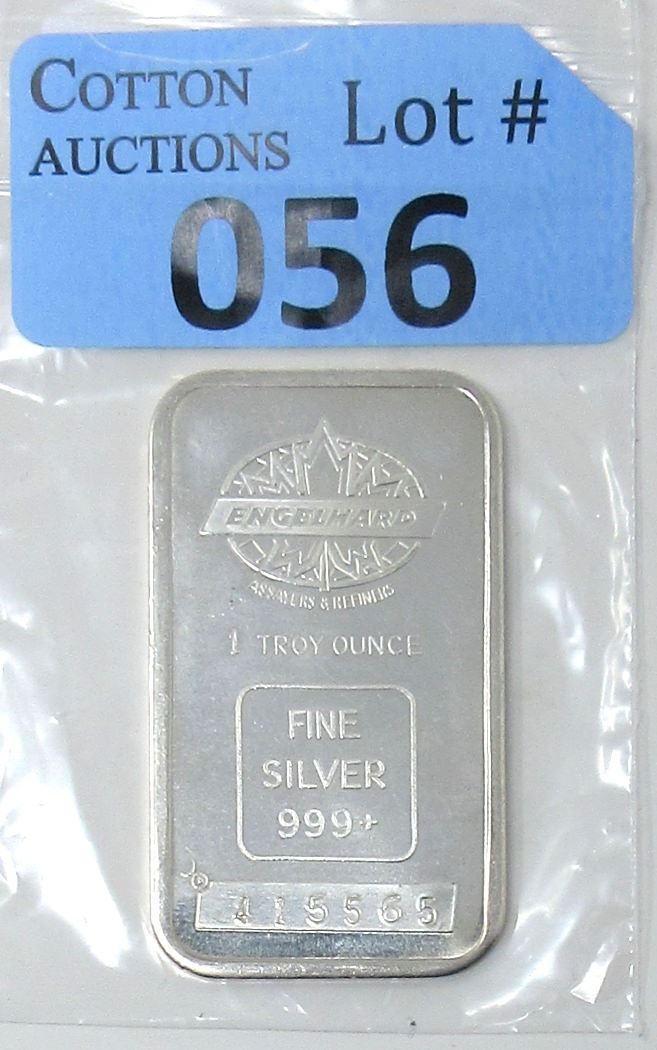 COTTON
AUCTIONS
Lot #
056
ENGELHARD
ASSAYERS & REFINERS
1 TROY OUNCE
FINE
SILVER
999+
415565